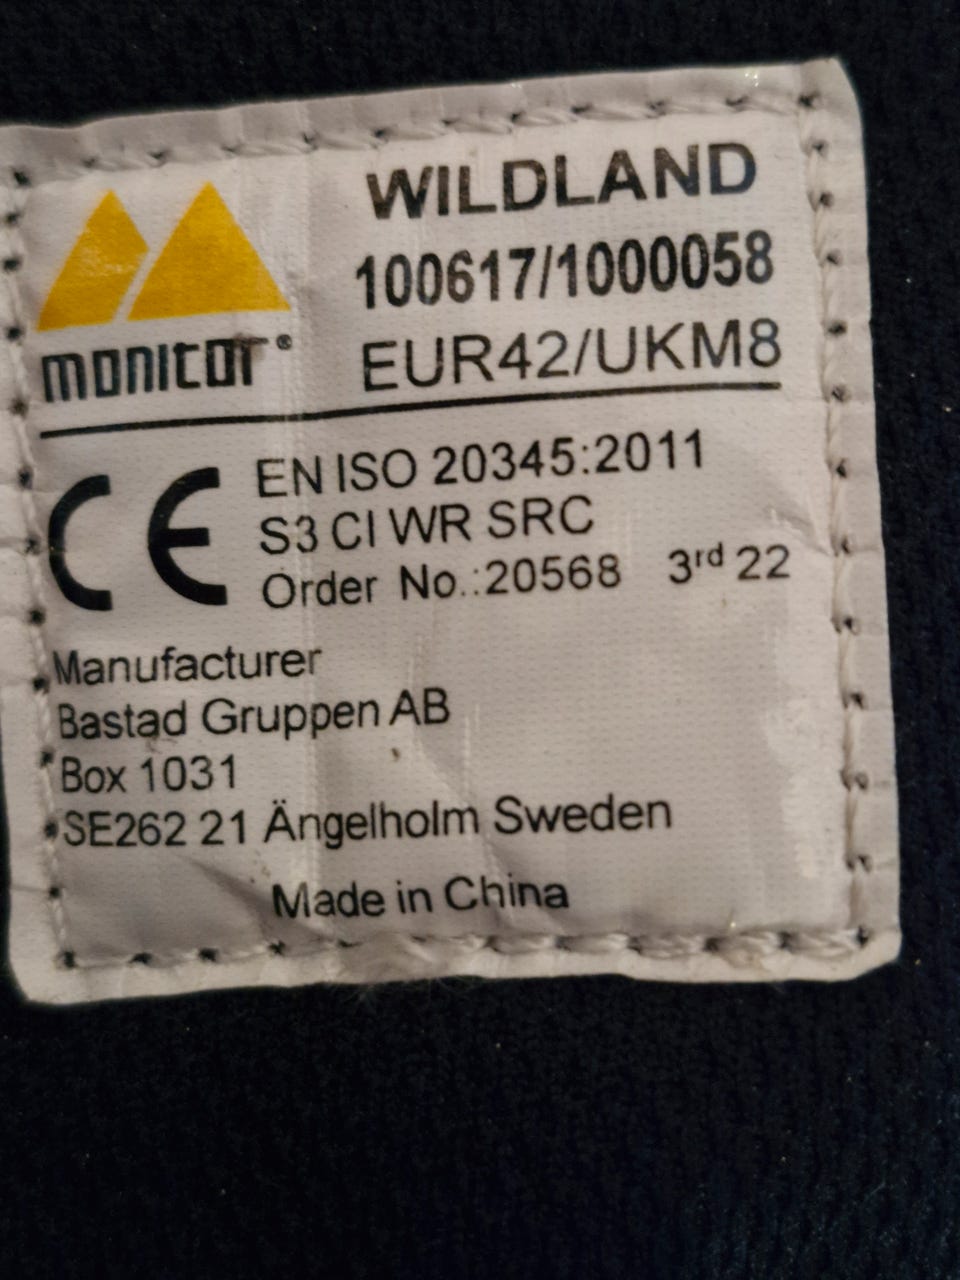 WILDLAND
100617/1000058
EUR42/UKM8
monitor®
CE
EN ISO 20345:2011
S3 CI WR SRC
Order No.:20568 3rd 22
Manufacturer
Bastad Gruppen AB
Box 1031
SE262 21 Ängelholm Sweden
Made in China